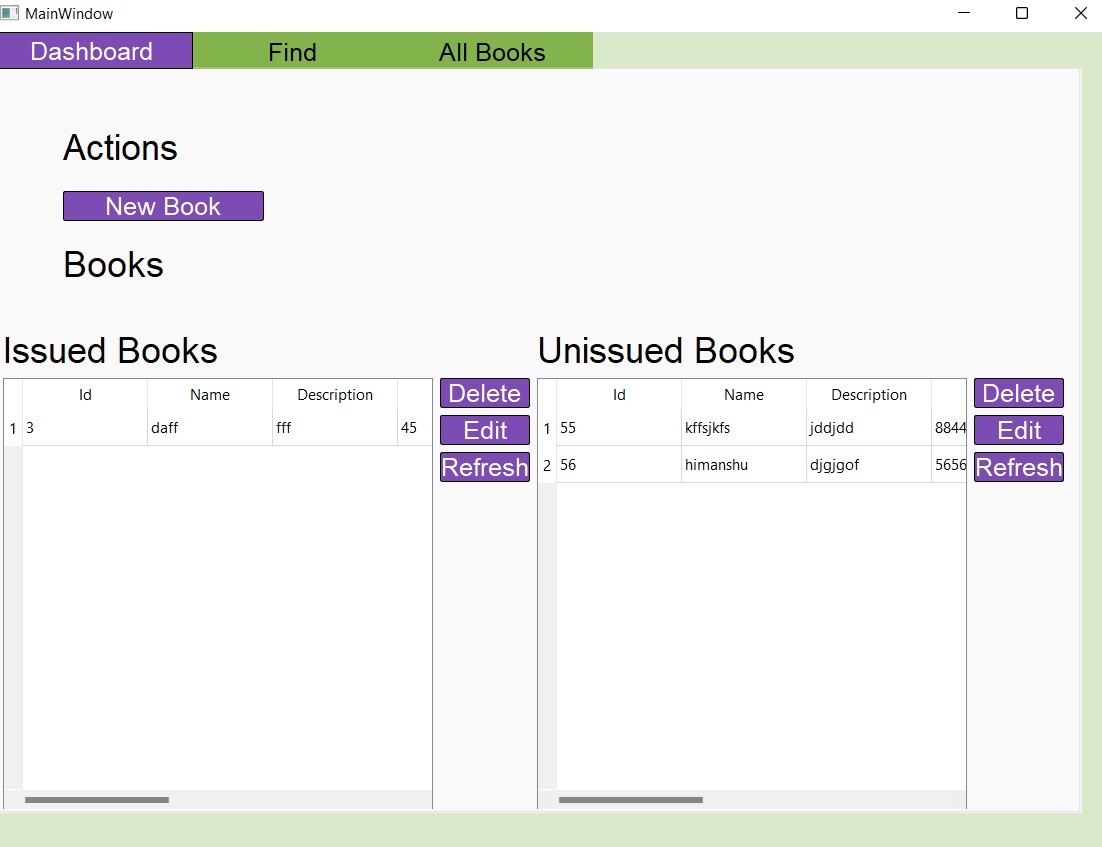 MainWindow
Dashboard Find All Books
Actions
New Book
Books
Issued Books
Id Name Description
1 3 daff fff 45
Delete
Edit
Refresh
Unissued Books
Id Name Description
1 55 kffsjkfs jddjdd 8844
2 56 himanshu djgjgof 5656
Delete
Edit
Refresh